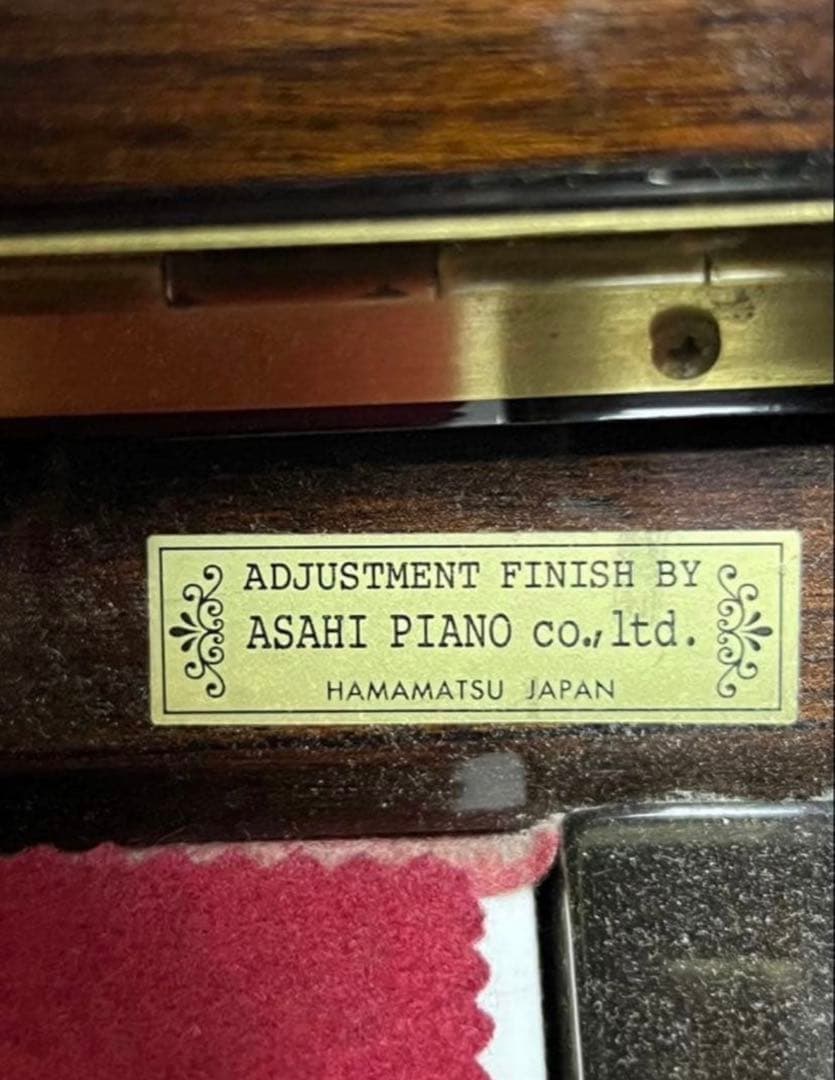 ADJUSTMENT FINISH BY
ASAHI PIANO co., ltd.
HAMAMATSU JAPAN